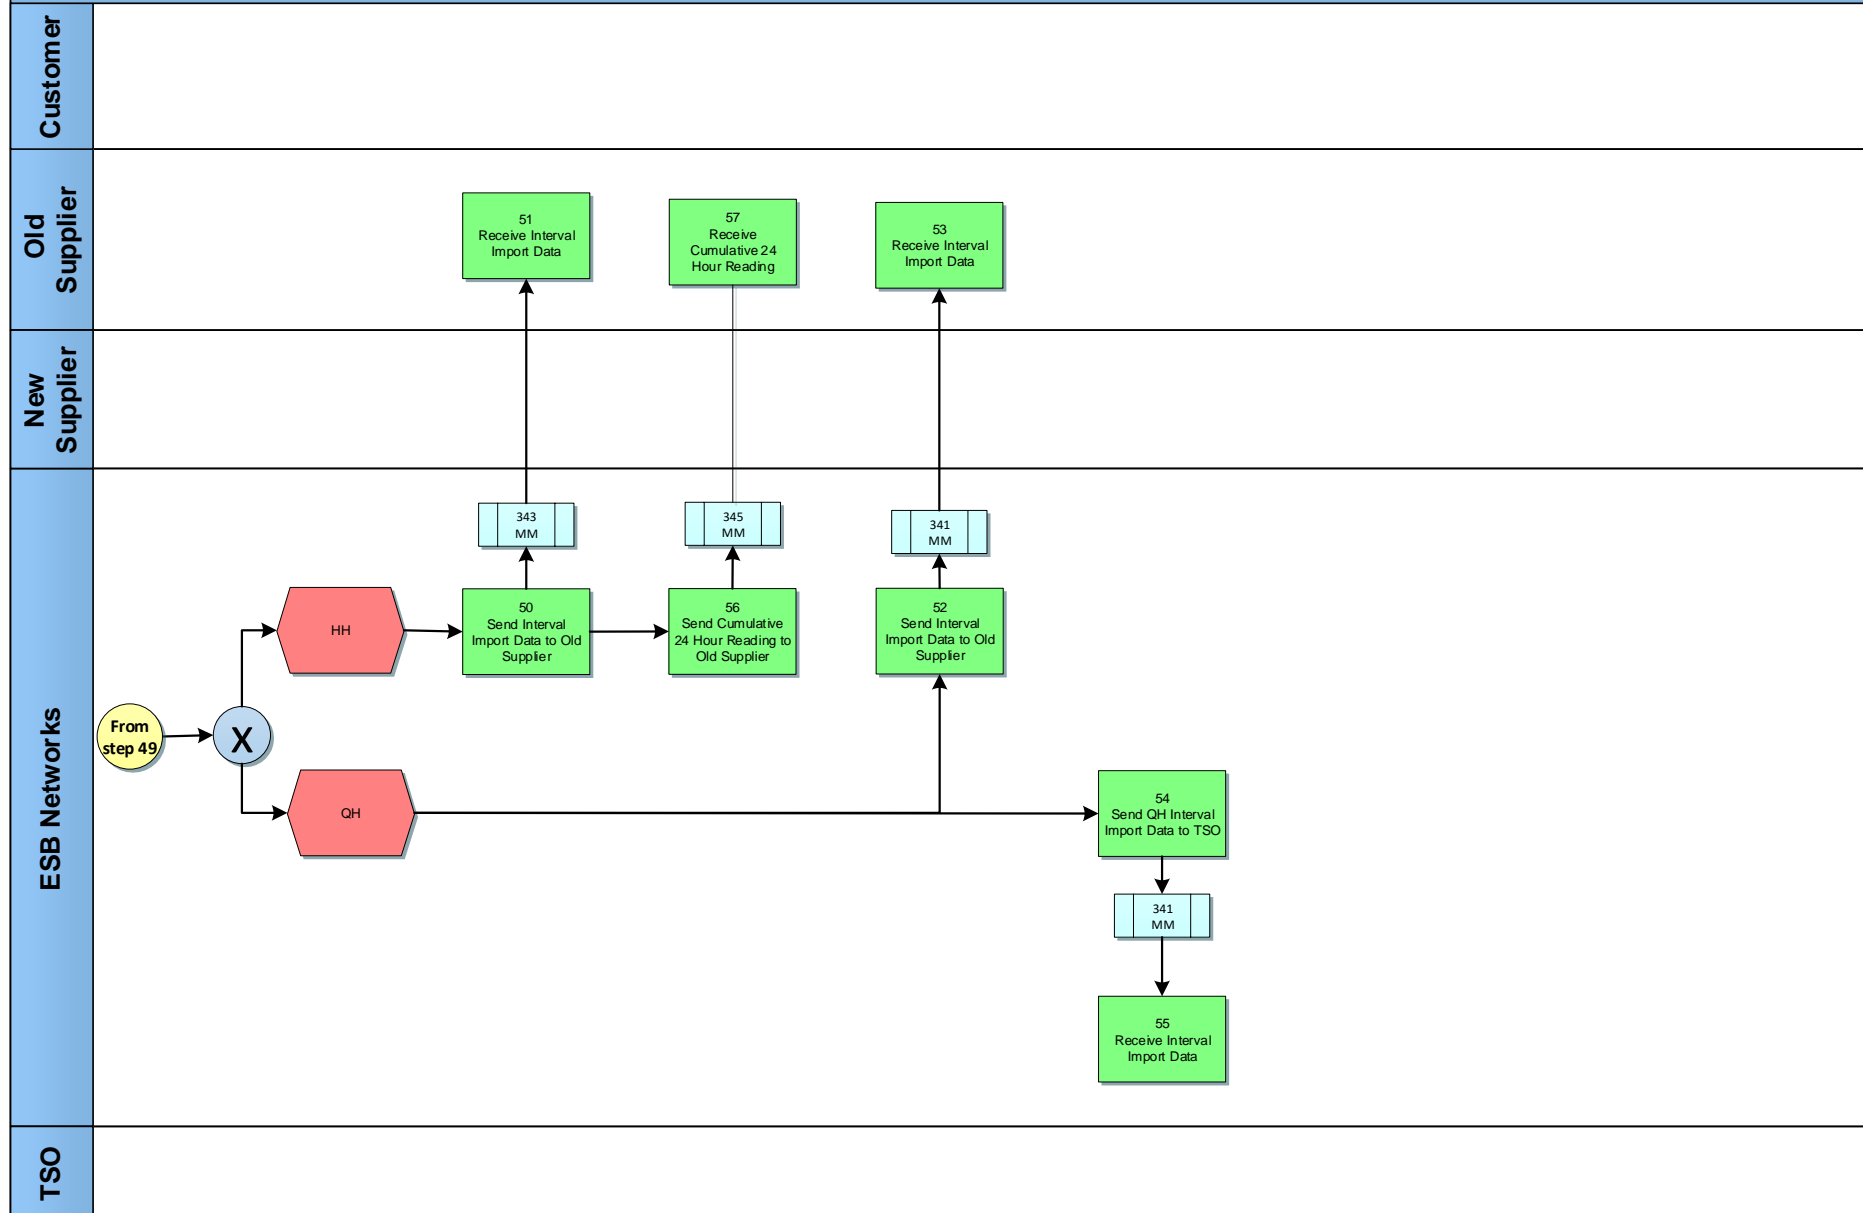 Customer
Old
Supplier
51
Receive Interval
Import Data
57
Receive
Cumulative 24
Hour Reading
53
Receive Interval
Import Data
New
Supplier
ESB Networks
343
MM
345
MM
341
MM
HH
50
Send Interval
Import Data to Old
Supplier
56
Send Cumulative
24 Hour Reading to
Old Supplier
52
Send Interval
Import Data to Old
Supplier
From
step 49
X
QH
54
Send QH Interval
Import Data to TSO
341
MM
55
Receive Interval
Import Data
TSO